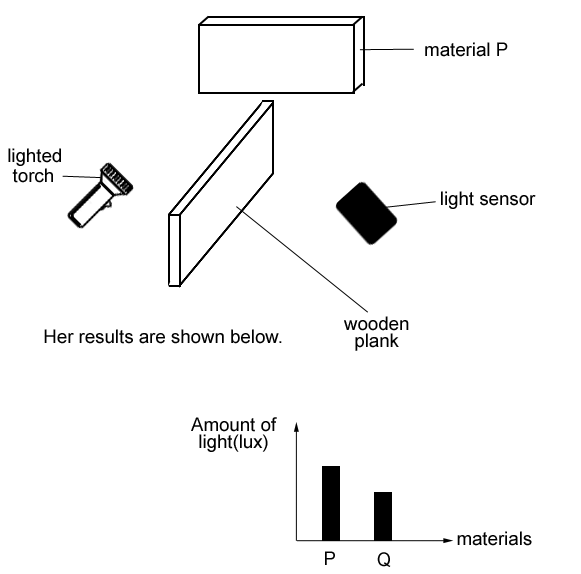 material P
lighted
torch
light sensor
wooden
plank
Her results are shown below.
Amount of
light(lux)
materials
P
Q